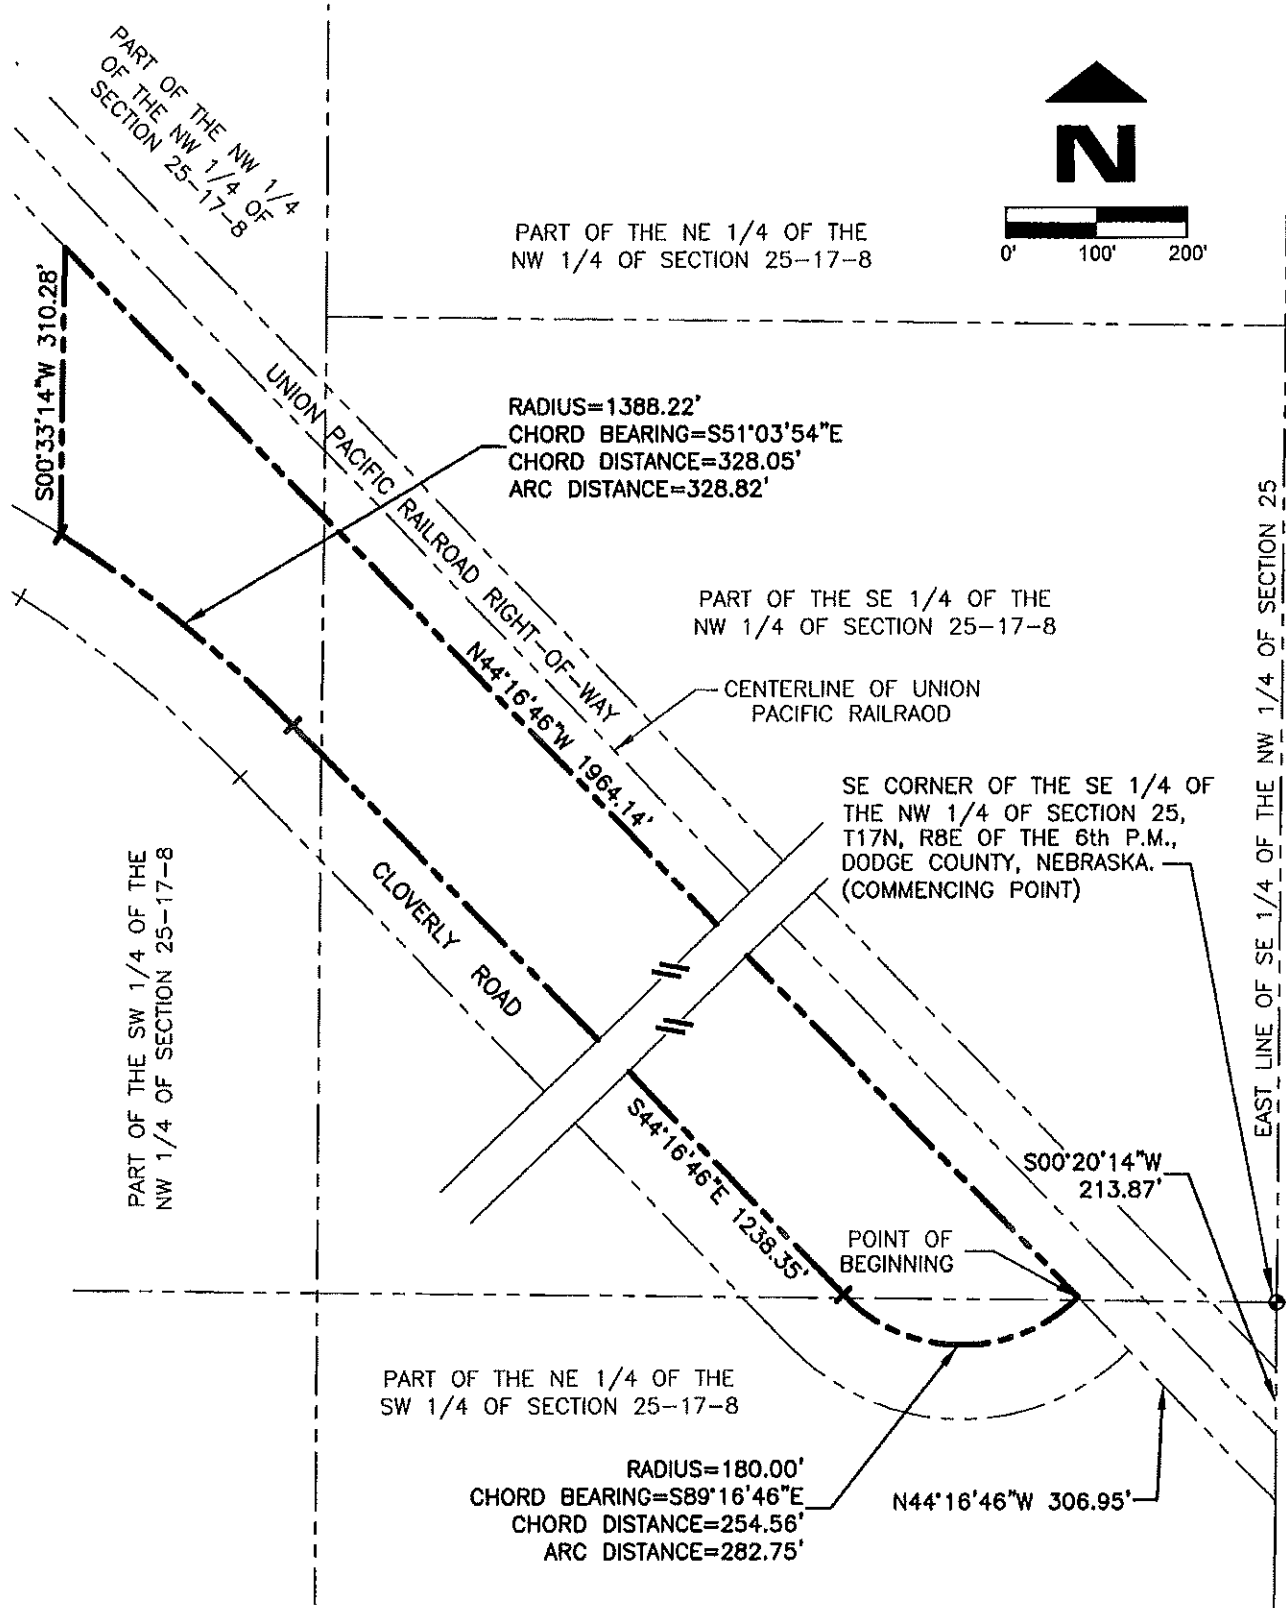 PART OF THE NW 1/4
OF THE NW 1/4 OF
SECTION 25-17-8
N
0' 100' 200'
PART OF THE NE 1/4 OF THE
NW 1/4 OF SECTION 25-17-8
S00°33'14"W 310.28'
UNION PACIFIC RAILROAD RIGHT-OF-WAY
RADIUS=1388.22'
CHORD BEARING=S51°03'54"E
CHORD DISTANCE=328.05'
ARC DISTANCE=328.82'
EAST LINE OF SE 1/4 OF THE NW 1/4 OF SECTION 25
PART OF THE SE 1/4 OF THE
NW 1/4 OF SECTION 25-17-8
N44°16'46"W 1964.14'
CENTERLINE OF UNION
PACIFIC RAILRAOD
SE CORNER OF THE SE 1/4 OF
THE NW 1/4 OF SECTION 25,
T17N, R8E OF THE 6th P.M.,
DODGE COUNTY, NEBRASKA.
(COMMENCING POINT)
PART OF THE SW 1/4 OF THE
NW 1/4 OF SECTION 25-17-8
CLOVERLY ROAD
S44°16'46"E 1238.35'
S00°20'14"W
213.87'
POINT OF
BEGINNING
PART OF THE NE 1/4 OF THE
SW 1/4 OF SECTION 25-17-8
RADIUS=180.00'
CHORD BEARING=S89°16'46"E
CHORD DISTANCE=254.56'
ARC DISTANCE=282.75'
N44°16'46"W 306.95'